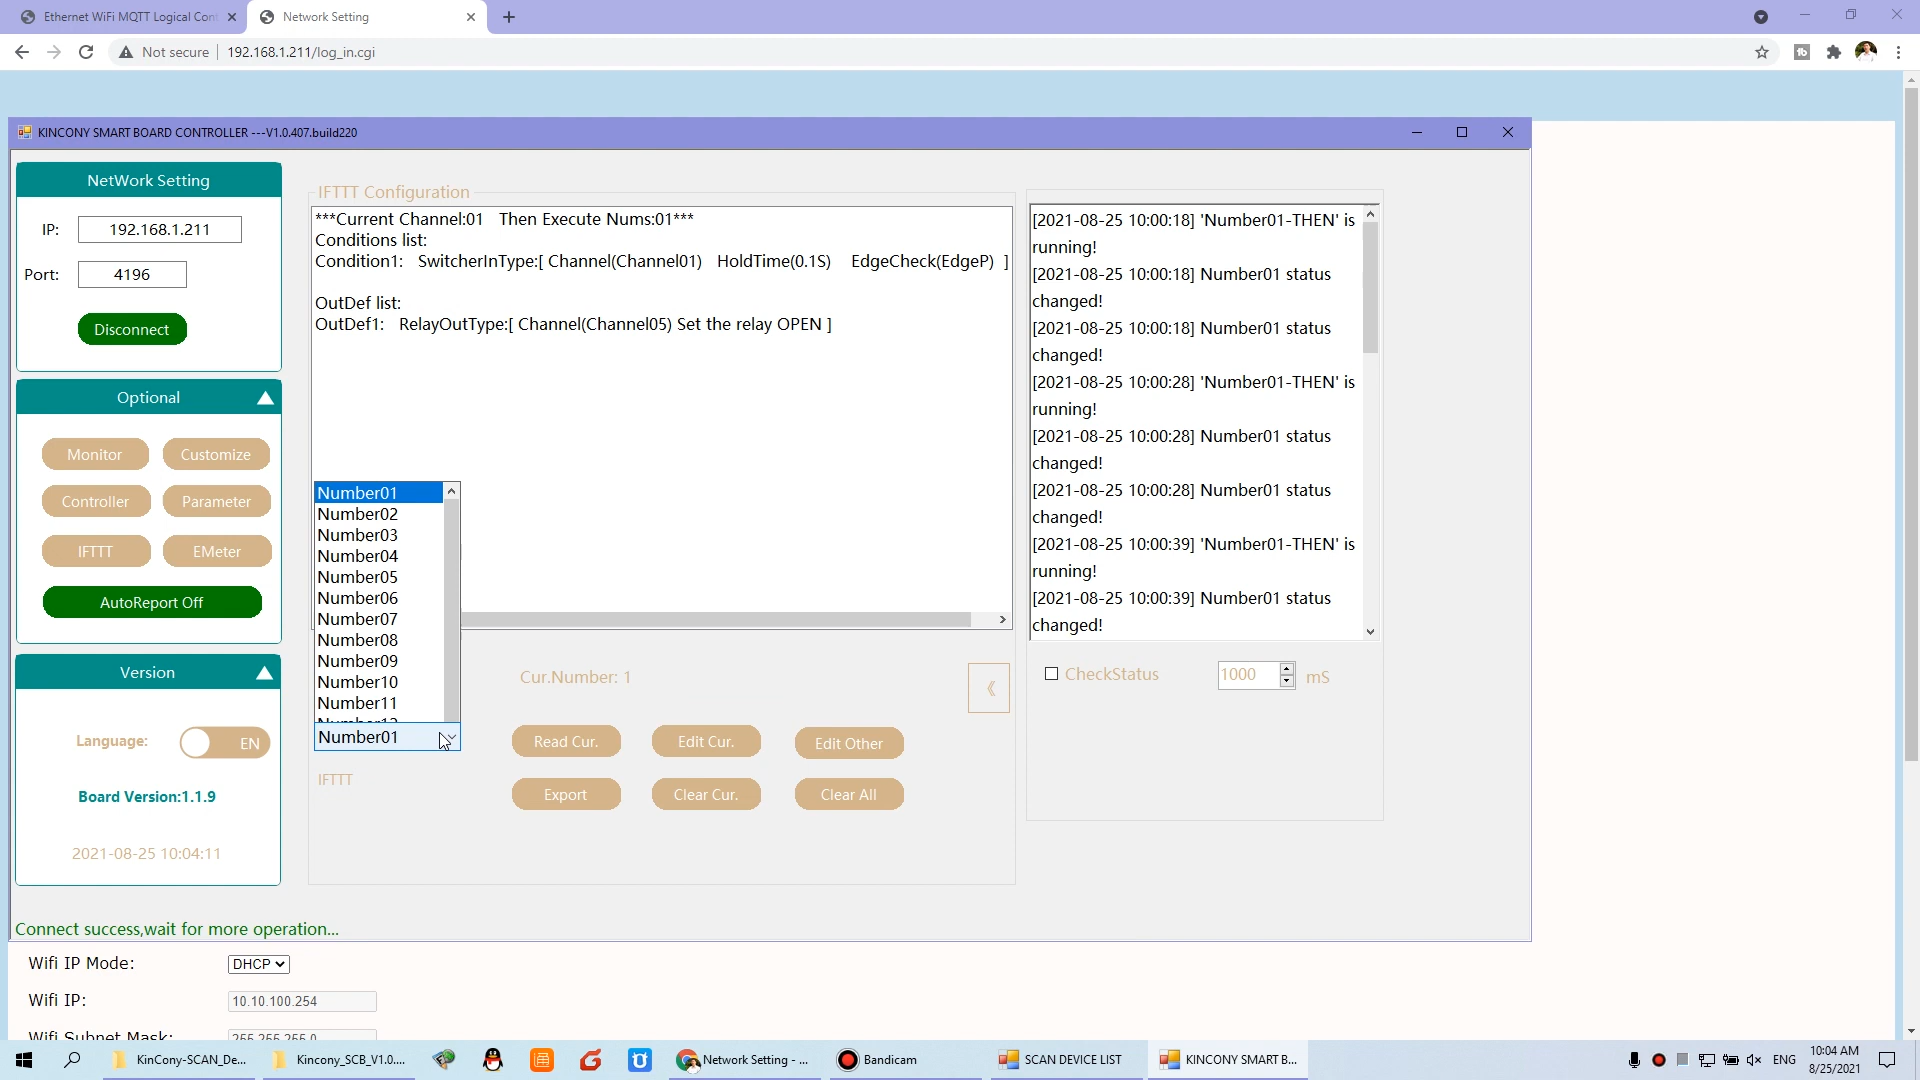 Ethernet WiFi MQTT Logical Cont
Network Setting
Not secure
192.168.1.211/log_in.cgi
KINCONY SMART BOARD CONTROLLER ---V1.0.407.build220
NetWork Setting
IP:
192.168.1.211
Port:
4196
Disconnect
Optional
Monitor
Customize
Controller
Parameter
IFTTT
EMeter
AutoReport Off
Version
Language:
EN
Board Version:1.1.9
2021-08-25 10:04:11
Connect success,wait for more operation...
IFTTT Configuration
***Current Channel:01 Then Execute Nums:01***
Conditions list:
Condition1: SwitcherInType:[ Channel(Channel01) HoldTime(0.1S) EdgeCheck(EdgeP) ]
OutDef list:
OutDef1: RelayOutType:[ Channel(Channel05) Set the relay OPEN ]
Number01
Number02
Number03
Number04
Number05
Number06
Number07
Number08
Number09
Number10
Number11
Number12
Number01
IFTTT
Cur.Number: 1
《
Read Cur.
Edit Cur.
Edit Other
Export
Clear Cur.
Clear All
[2021-08-25 10:00:18] 'Number01-THEN' is
running!
[2021-08-25 10:00:18] Number01 status
changed!
[2021-08-25 10:00:18] Number01 status
changed!
[2021-08-25 10:00:28] 'Number01-THEN' is
running!
[2021-08-25 10:00:28] Number01 status
changed!
[2021-08-25 10:00:28] Number01 status
changed!
[2021-08-25 10:00:39] 'Number01-THEN' is
running!
[2021-08-25 10:00:39] Number01 status
changed!
CheckStatus
1000
mS
Wifi IP Mode:
DHCP
Wifi IP:
10.10.100.254
Wifi Subnet Mask:
255.255.255.0
KinCony-SCAN_De...
Kincony_SCB_V1.0....
Network Setting - ...
Bandicam
SCAN DEVICE LIST
KINCONY SMART B...
ENG
10:04 AM
8/25/2021